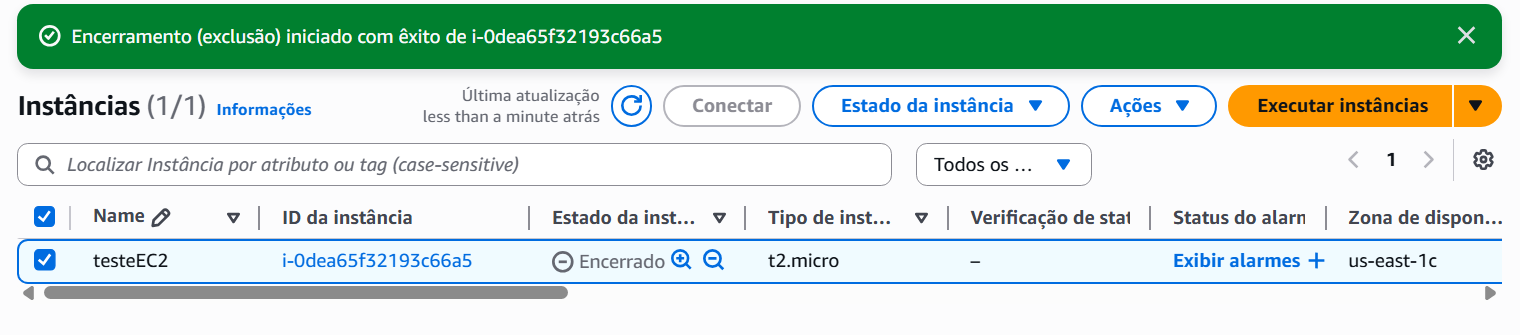 Encerramento (exclusão) iniciado com êxito de i-0dea65f32193c66a5
Instâncias (1/1) Informações
Última atualização
less than a minute atrás
Conectar
Estado da instância
Ações
Executar instâncias
Localizar Instância por atributo ou tag (case-sensitive)
Todos os ...
1
Name ID da instância Estado da inst... Tipo de inst... Verificação de stat Status do alarm Zona de dispon...
testeEC2 i-0dea65f32193c66a5 Encerrado t2.micro – Exibir alarmes + us-east-1c